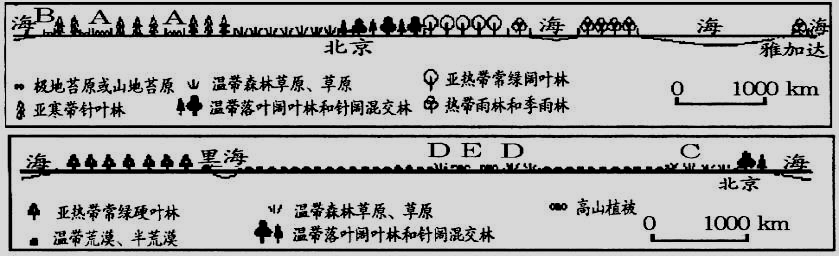 海 B A A 海 海 海
北京 雅加达
极地苔原或山地苔原 温带森林草原、草原 亚热带常绿阔叶林
亚寒带针叶林 温带落叶阔叶林和针阔混交林 热带雨林和季雨林
0 1000 km
海 里海 D E D C 海
北京
亚热带常绿硬叶林 温带森林草原、草原 高山植被
温带荒漠、半荒漠 温带落叶阔叶林和针阔混交林
0 1000 km